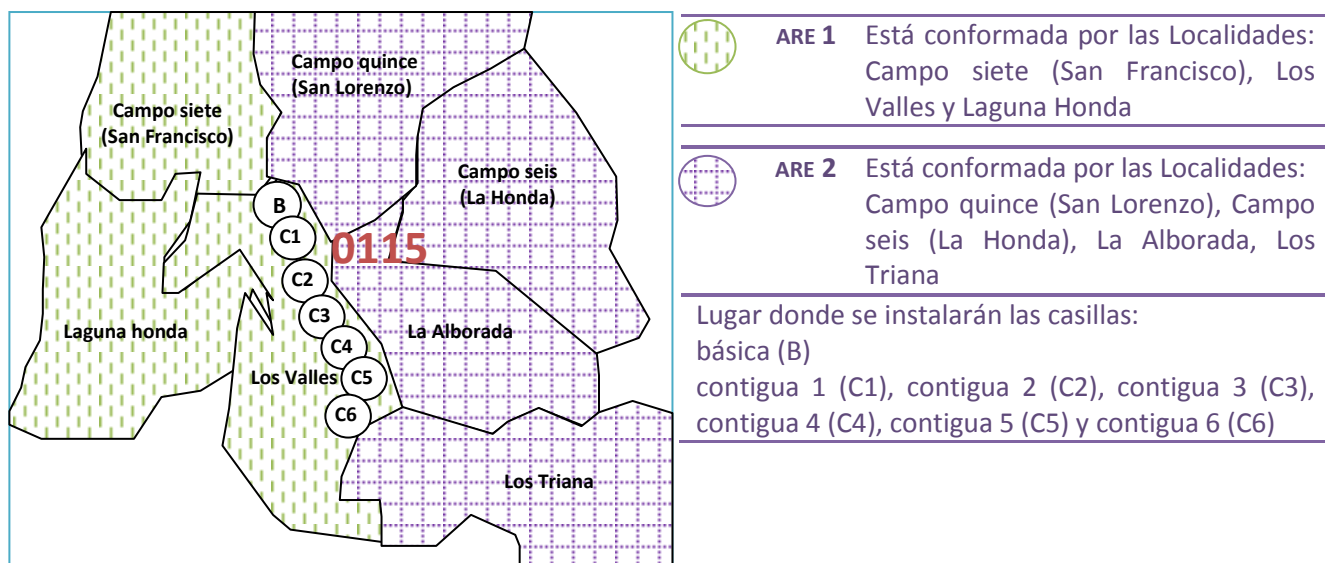 Campo quince
(San Lorenzo)
Campo siete
(San Francisco)
Campo seis
(La Honda)
B
C1
0115
C2
C3
Laguna honda
La Alborada
C4
Los Valles
C5
C6
Los Triana
ARE 1 Está conformada por las Localidades:
Campo siete (San Francisco), Los
Valles y Laguna Honda
ARE 2 Está conformada por las Localidades:
Campo quince (San Lorenzo), Campo
seis (La Honda), La Alborada, Los
Triana
Lugar donde se instalarán las casillas:
básica (B)
contigua 1 (C1), contigua 2 (C2), contigua 3 (C3),
contigua 4 (C4), contigua 5 (C5) y contigua 6 (C6)